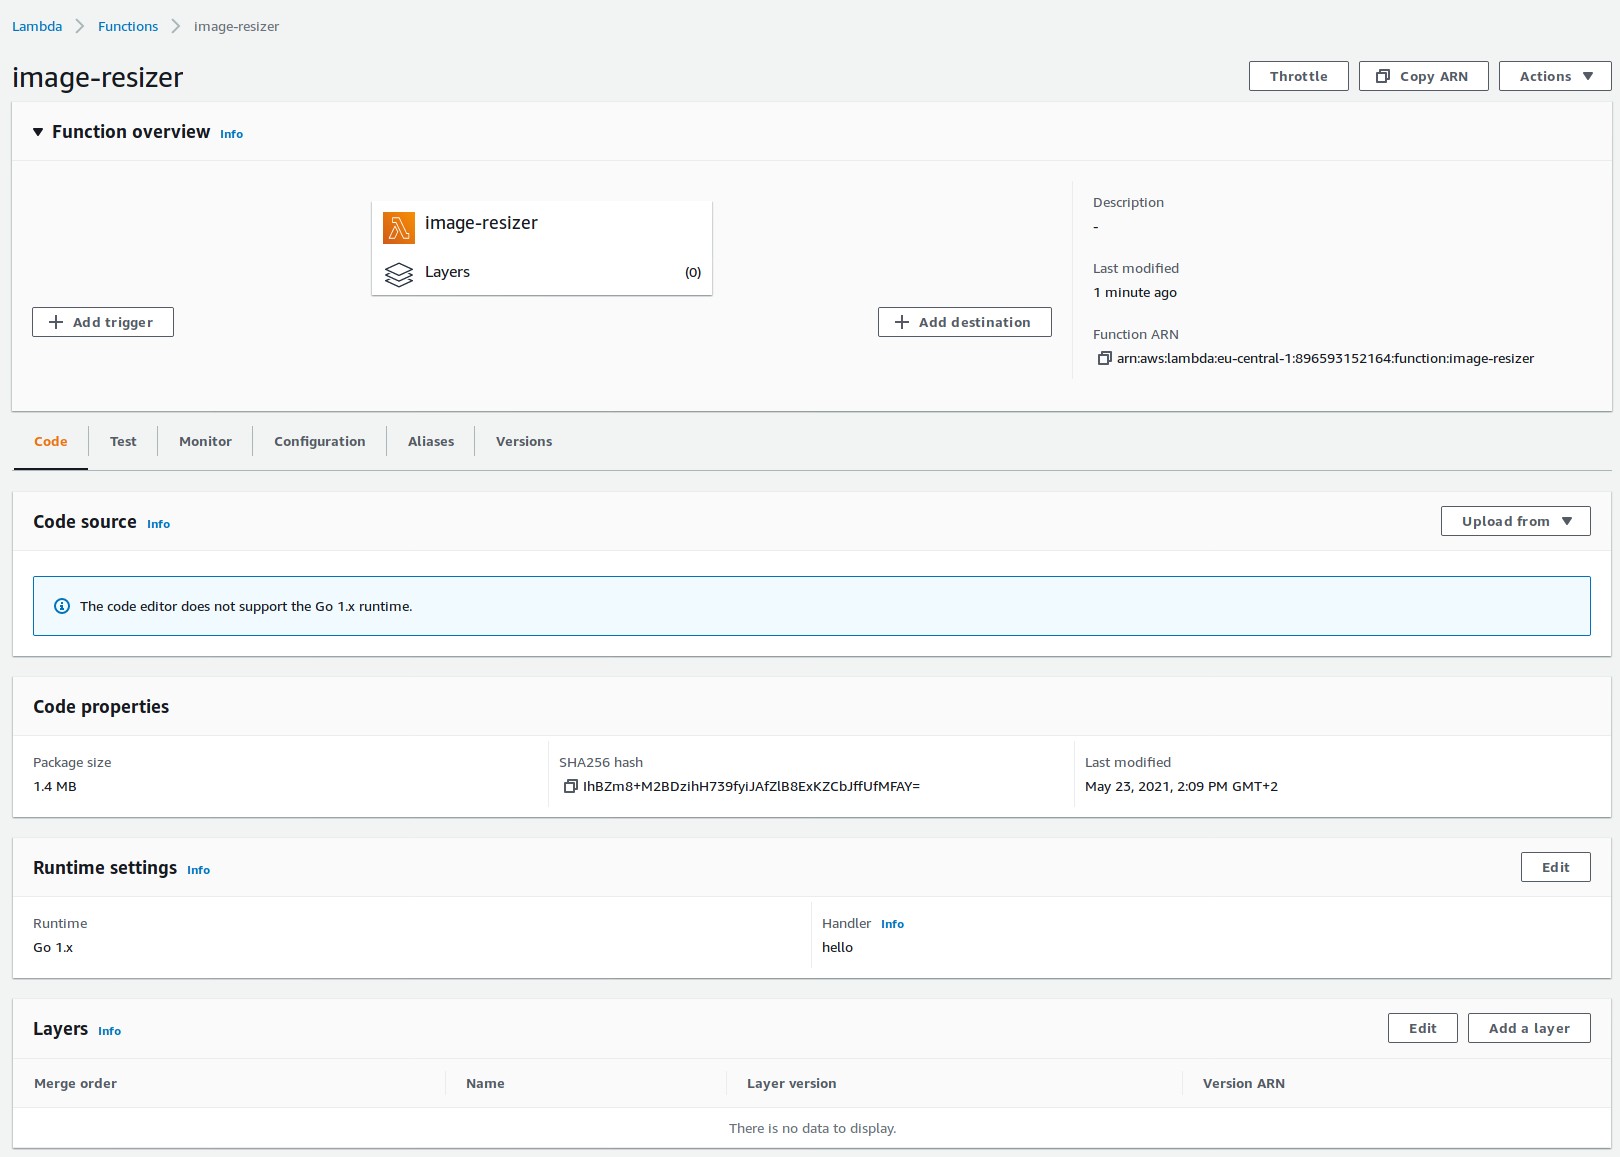 Lambda Functions image-resizer
image-resizer
Throttle Copy ARN Actions
Function overview Info
image-resizer
Layers (0)
Add trigger
Add destination
Description
-
Last modified
1 minute ago
Function ARN
arn:aws:lambda:eu-central-1:896593152164:function:image-resizer
Code Test Monitor Configuration Aliases Versions
Code source Info
Upload from
The code editor does not support the Go 1.x runtime.
Code properties
Package size
1.4 MB
SHA256 hash
IhBZm8+M2BDzihH739fyiJAfZlB8ExKZCbJffUfMFAY=
Last modified
May 23, 2021, 2:09 PM GMT+2
Runtime settings Info
Edit
Runtime
Go 1.x
Handler Info
hello
Layers Info
Edit Add a layer
Merge order Name Layer version Version ARN
There is no data to display.